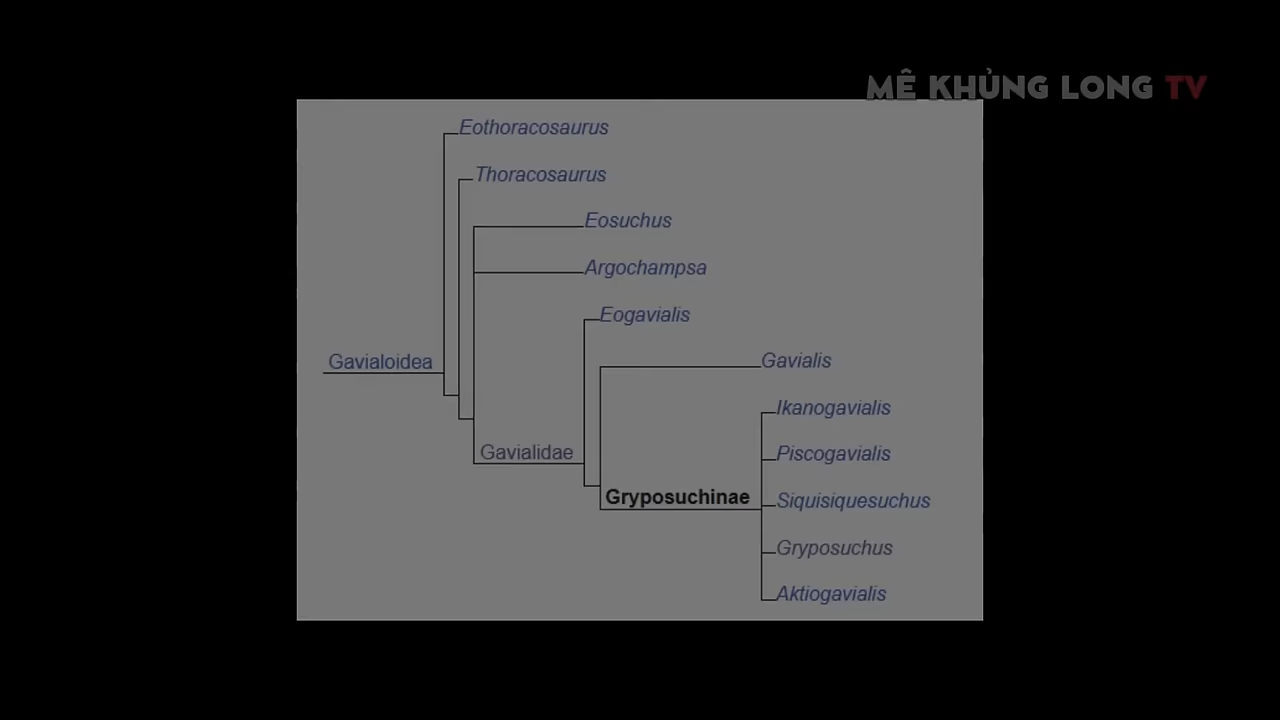 MÊ KHỦNG LONG TV
Eothoracosaurus
Thoracosaurus
Eosuchus
Argochampsa
Eogavialis
Gavialoidea
Gavialis
Ikanogavialis
Gavialidae
Piscogavialis
Gryposuchinae
Siquisiquesuchus
Gryposuchus
Aktiogavialis